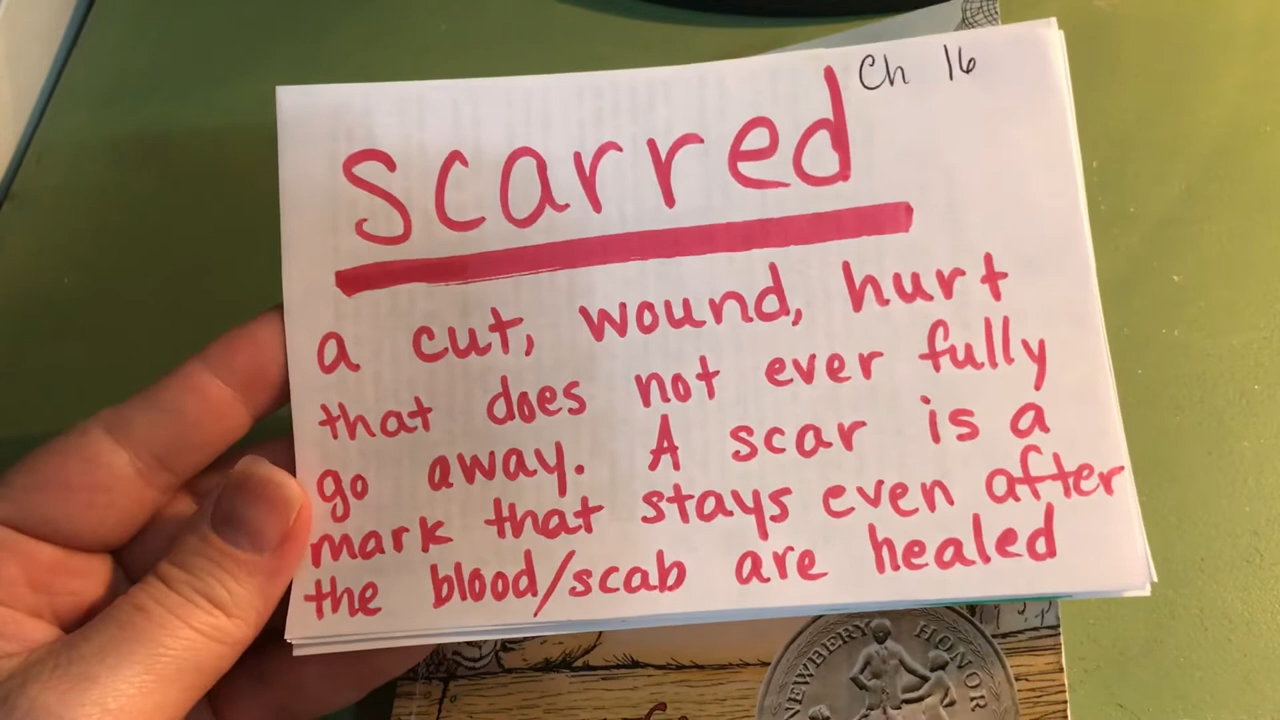 Ch 16
Scarred
a cut, wound, hurt
that does not ever fully
go away. A scar is a
mark that stays even after
the blood/scab are healed
NEWBERY HONOR